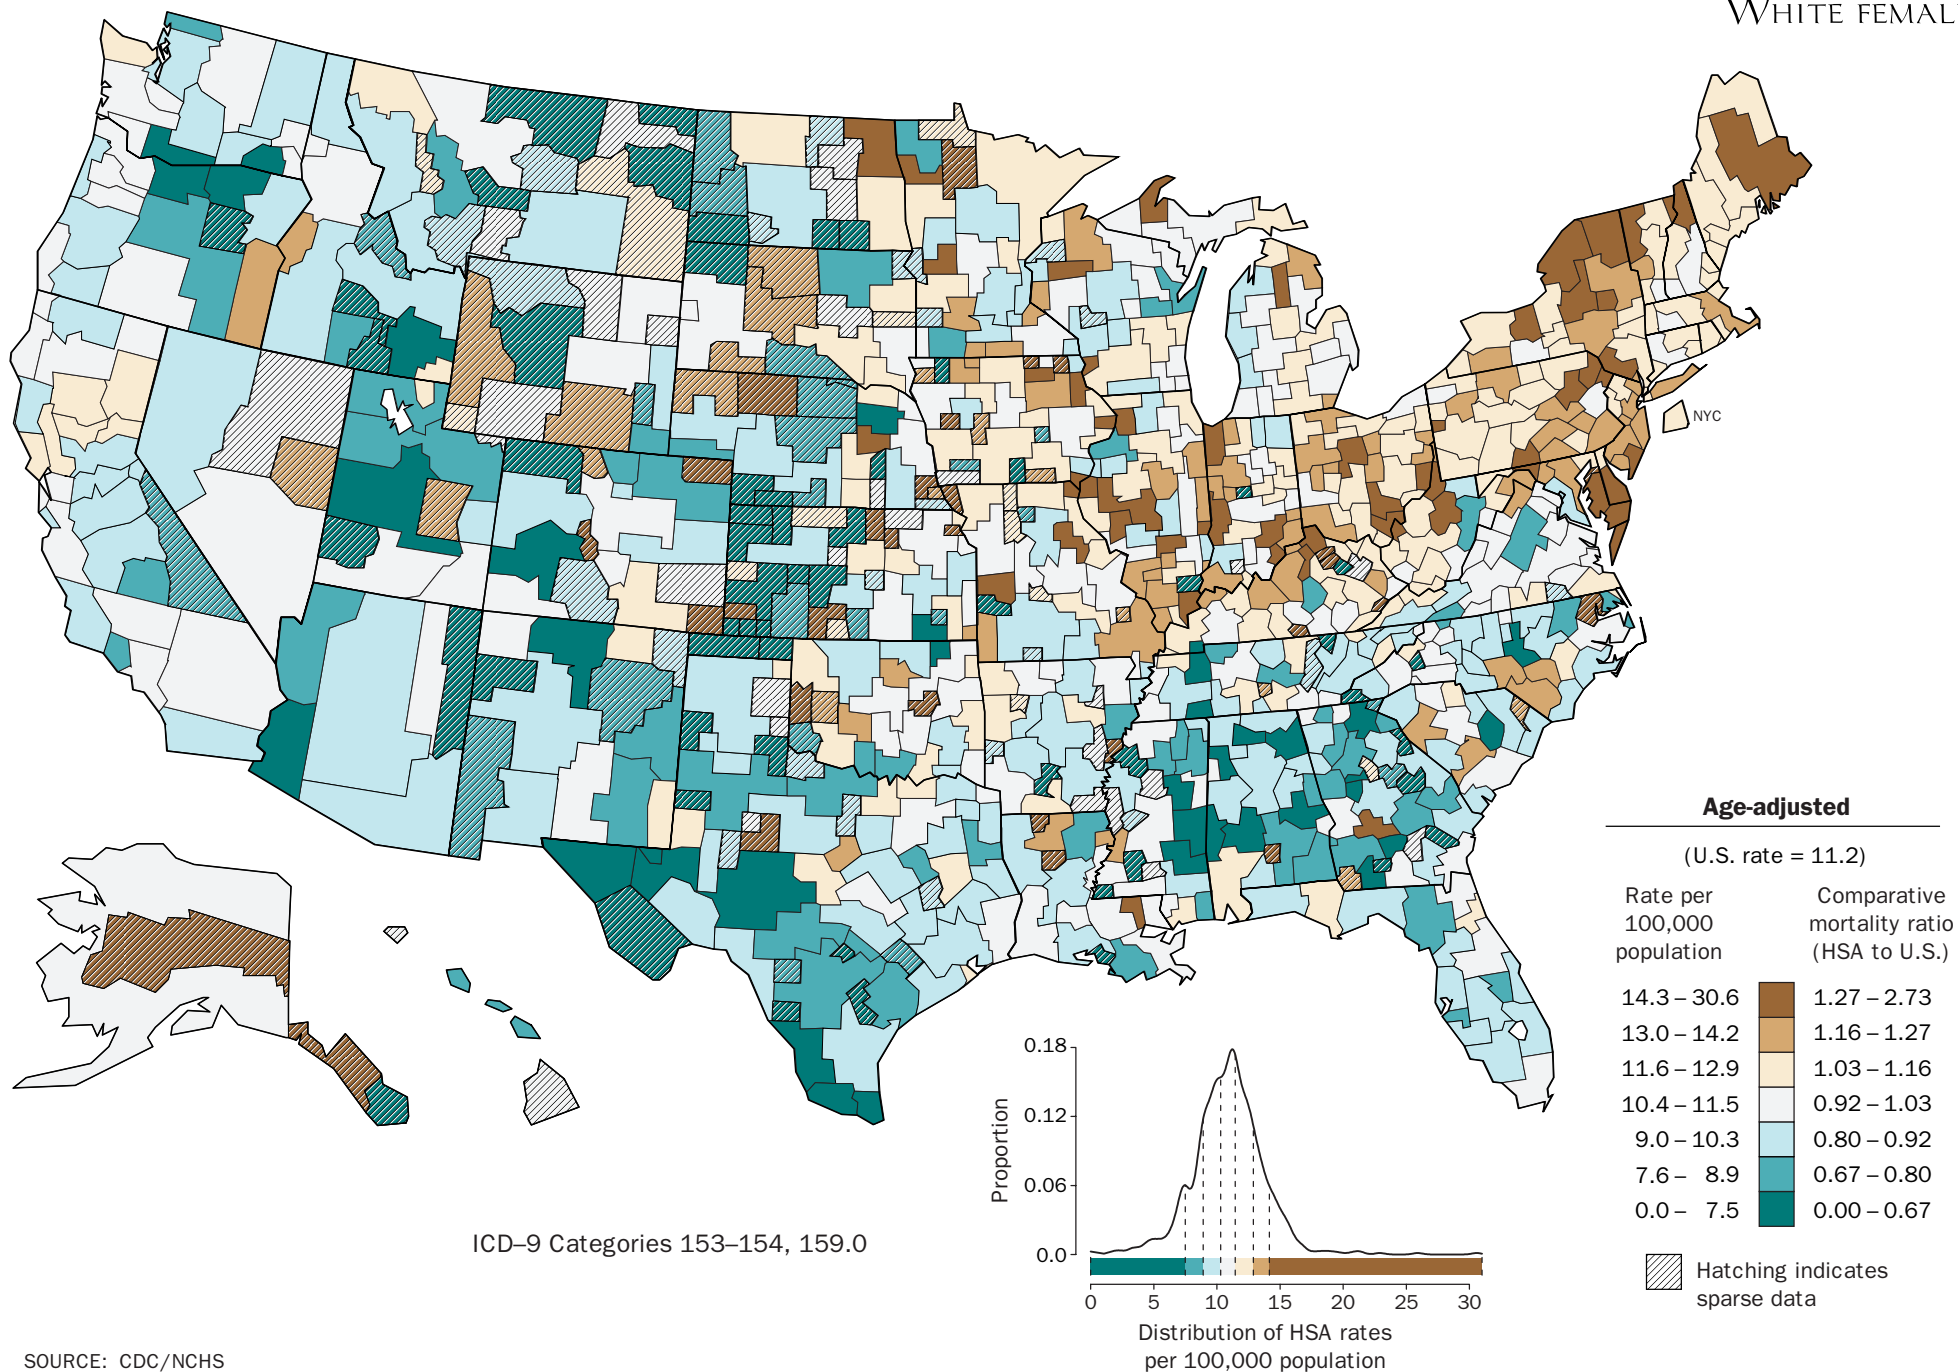 WHITE FEMAL
NYC
Age-adjusted
(U.S. rate = 11.2)
Rate per 100,000 population
Comparative mortality ratio (HSA to U.S.)
14.3 – 30.6 1.27 – 2.73
13.0 – 14.2 1.16 – 1.27
11.6 – 12.9 1.03 – 1.16
10.4 – 11.5 0.92 – 1.03
9.0 – 10.3 0.80 – 0.92
7.6 – 8.9 0.67 – 0.80
0.0 – 7.5 0.00 – 0.67
Hatching indicates
sparse data
0.18
0.12
0.06
0.0
Proportion
0 5 10 15 20 25 30
Distribution of HSA rates
per 100,000 population
ICD–9 Categories 153–154, 159.0
SOURCE: CDC/NCHS